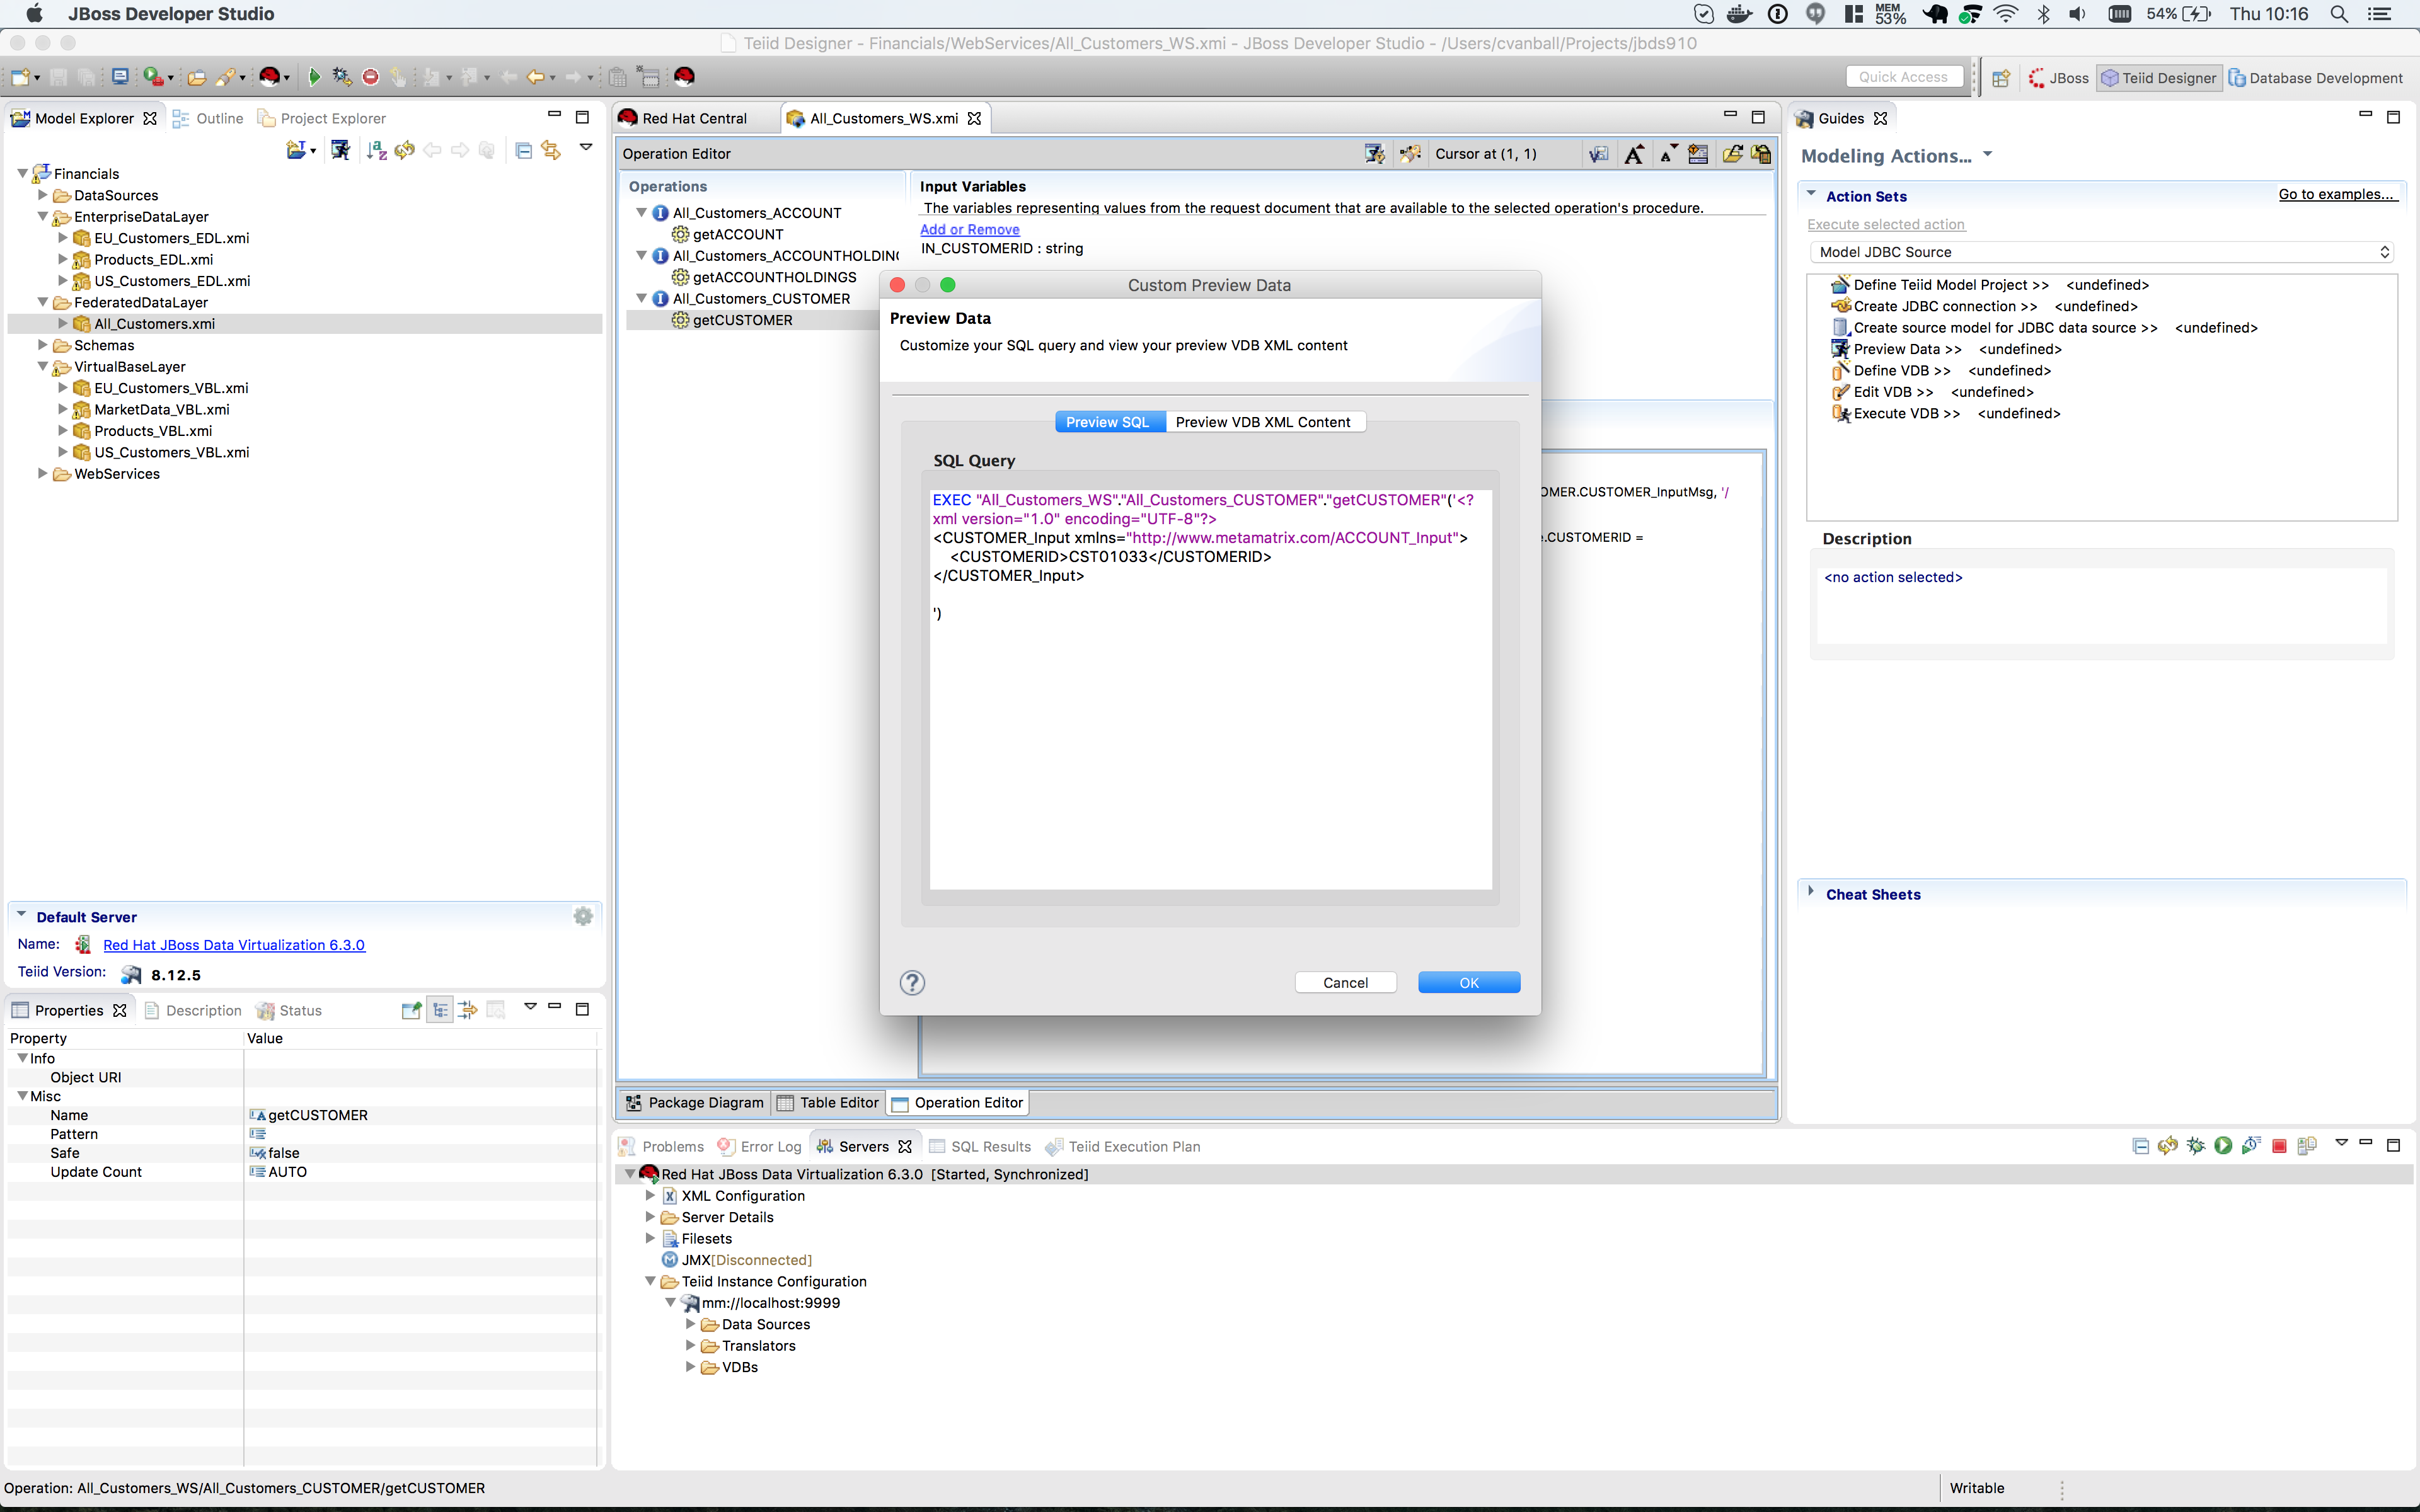 JBoss Developer Studio
MEM 53%
54%
Thu 10:16
Teiid Designer - Financials/WebServices/All_Customers_WS.xmi - JBoss Developer Studio - /Users/cvanball/Projects/jbds910
Quick Access
JBoss
Teiid Designer
Database Development
Model Explorer
Outline
Project Explorer
Financials
DataSources
EnterpriseDataLayer
EU_Customers_EDL.xmi
Products_EDL.xmi
US_Customers_EDL.xmi
FederatedDataLayer
All_Customers.xmi
Schemas
VirtualBaseLayer
EU_Customers_VBL.xmi
MarketData_VBL.xmi
Products_VBL.xmi
US_Customers_VBL.xmi
WebServices
Default Server
Name: Red Hat JBoss Data Virtualization 6.3.0
Teiid Version: 8.12.5
Properties
Description
Status
Property Value
Info
Object URI
Misc
Name getCUSTOMER
Pattern
Safe false
Update Count AUTO
Red Hat Central
All_Customers_WS.xmi
Operation Editor
Cursor at (1, 1)
Operations
All_Customers_ACCOUNT
getACCOUNT
All_Customers_ACCOUNTHOLDIN
getACCOUNTHOLDINGS
All_Customers_CUSTOMER
getCUSTOMER
Input Variables
The variables representing values from the request document that are available to the selected operation's procedure.
Add or Remove
IN_CUSTOMERID : string
OMER.CUSTOMER_InputMsg, '/
.CUSTOMERID =
Custom Preview Data
Preview Data
Customize your SQL query and view your preview VDB XML content
Preview SQL
Preview VDB XML Content
SQL Query
EXEC "All_Customers_WS"."All_Customers_CUSTOMER"."getCUSTOMER"('<?
xml version="1.0" encoding="UTF-8"?>
<CUSTOMER_Input xmlns="http://www.metamatrix.com/ACCOUNT_Input">
<CUSTOMERID>CST01033</CUSTOMERID>
</CUSTOMER_Input>
')
?
Cancel
OK
Package Diagram
Table Editor
Operation Editor
Guides
Modeling Actions...
Action Sets
Go to examples...
Execute selected action
Model JDBC Source
Define Teiid Model Project >> <undefined>
Create JDBC connection >> <undefined>
Create source model for JDBC data source >> <undefined>
Preview Data >> <undefined>
Define VDB >> <undefined>
Edit VDB >> <undefined>
Execute VDB >> <undefined>
Description
<no action selected>
Cheat Sheets
Problems
Error Log
Servers
SQL Results
Teiid Execution Plan
Red Hat JBoss Data Virtualization 6.3.0 [Started, Synchronized]
XML Configuration
Server Details
Filesets
JMX[Disconnected]
Teiid Instance Configuration
mm://localhost:9999
Data Sources
Translators
VDBs
Operation: All_Customers_WS/All_Customers_CUSTOMER/getCUSTOMER
Writable